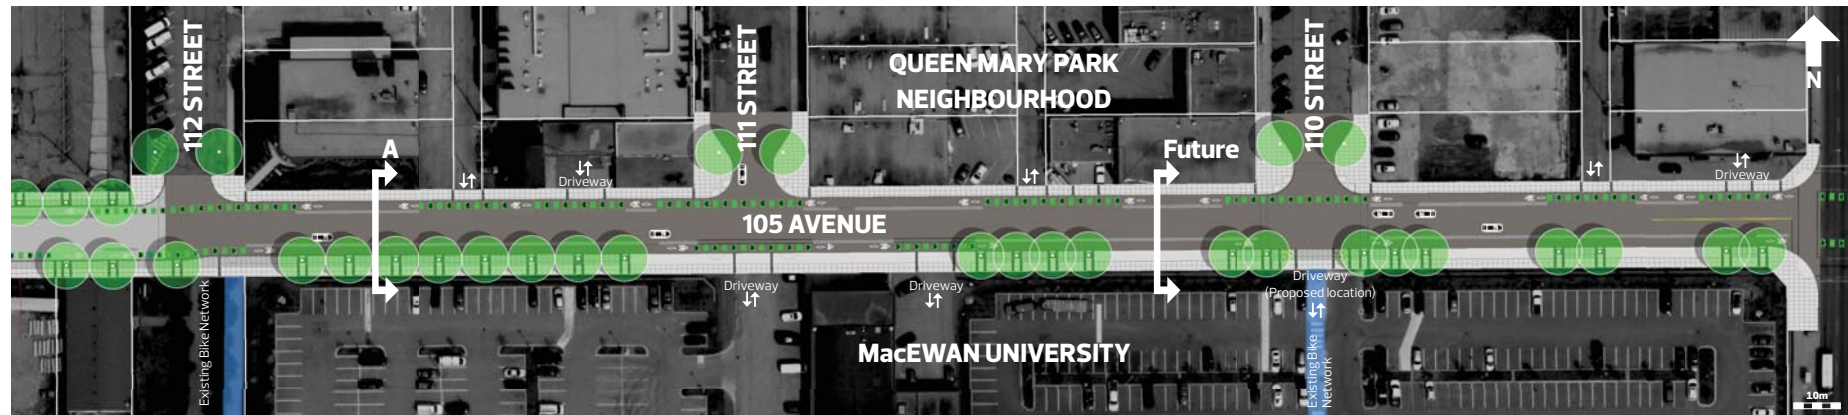 112 STREET
111 STREET
QUEEN MARY PARK
NEIGHBOURHOOD
110 STREET
N
A
Future
Driveway
Driveway
105 AVENUE
Driveway
Driveway
Driveway
(Proposed location)
Existing Bike Network
MacEWAN UNIVERSITY
Existing Bike
Network
10m